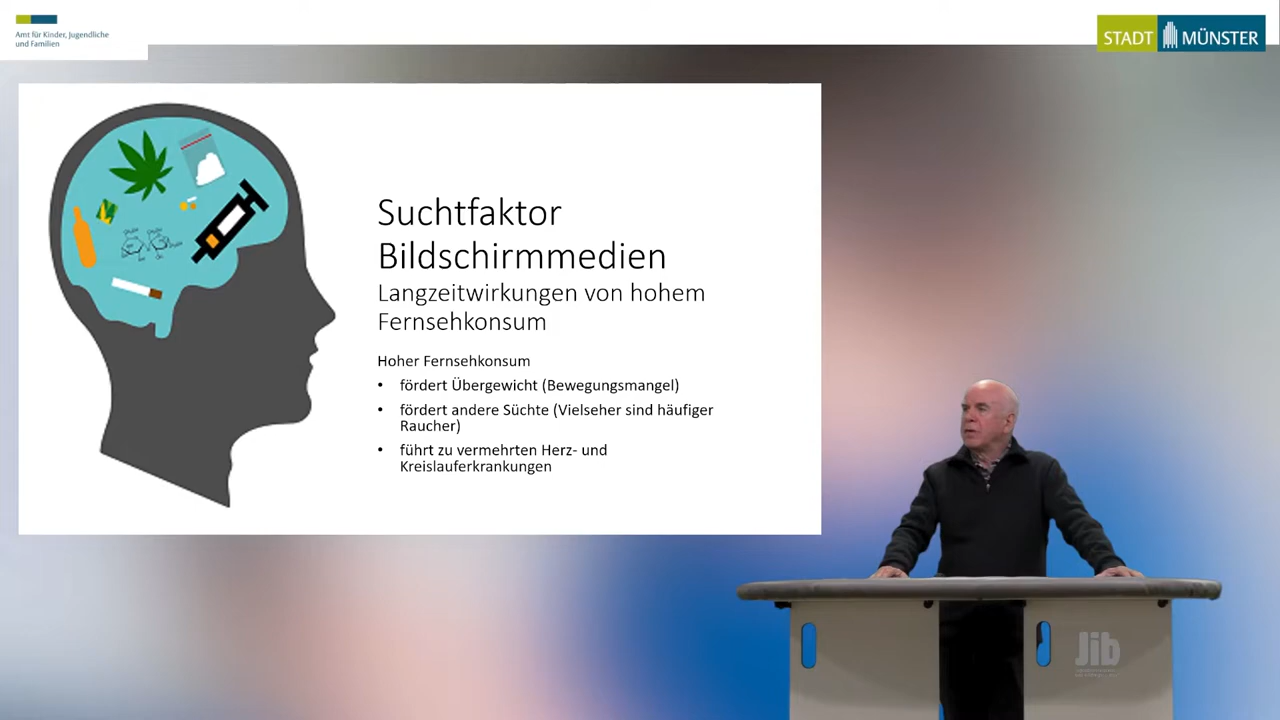 Amt für Kinder, Jugendliche
und Familien
STADT MÜNSTER
Suchtfaktor
Bildschirmmedien
Langzeitwirkungen von hohem
Fernsehkonsum
Hoher Fernsehkonsum
• fördert Übergewicht (Bewegungsmangel)
• fördert andere Süchte (Vielseher sind häufiger
Raucher)
• führt zu vermehrten Herz- und
Kreislauferkrankungen
Jib